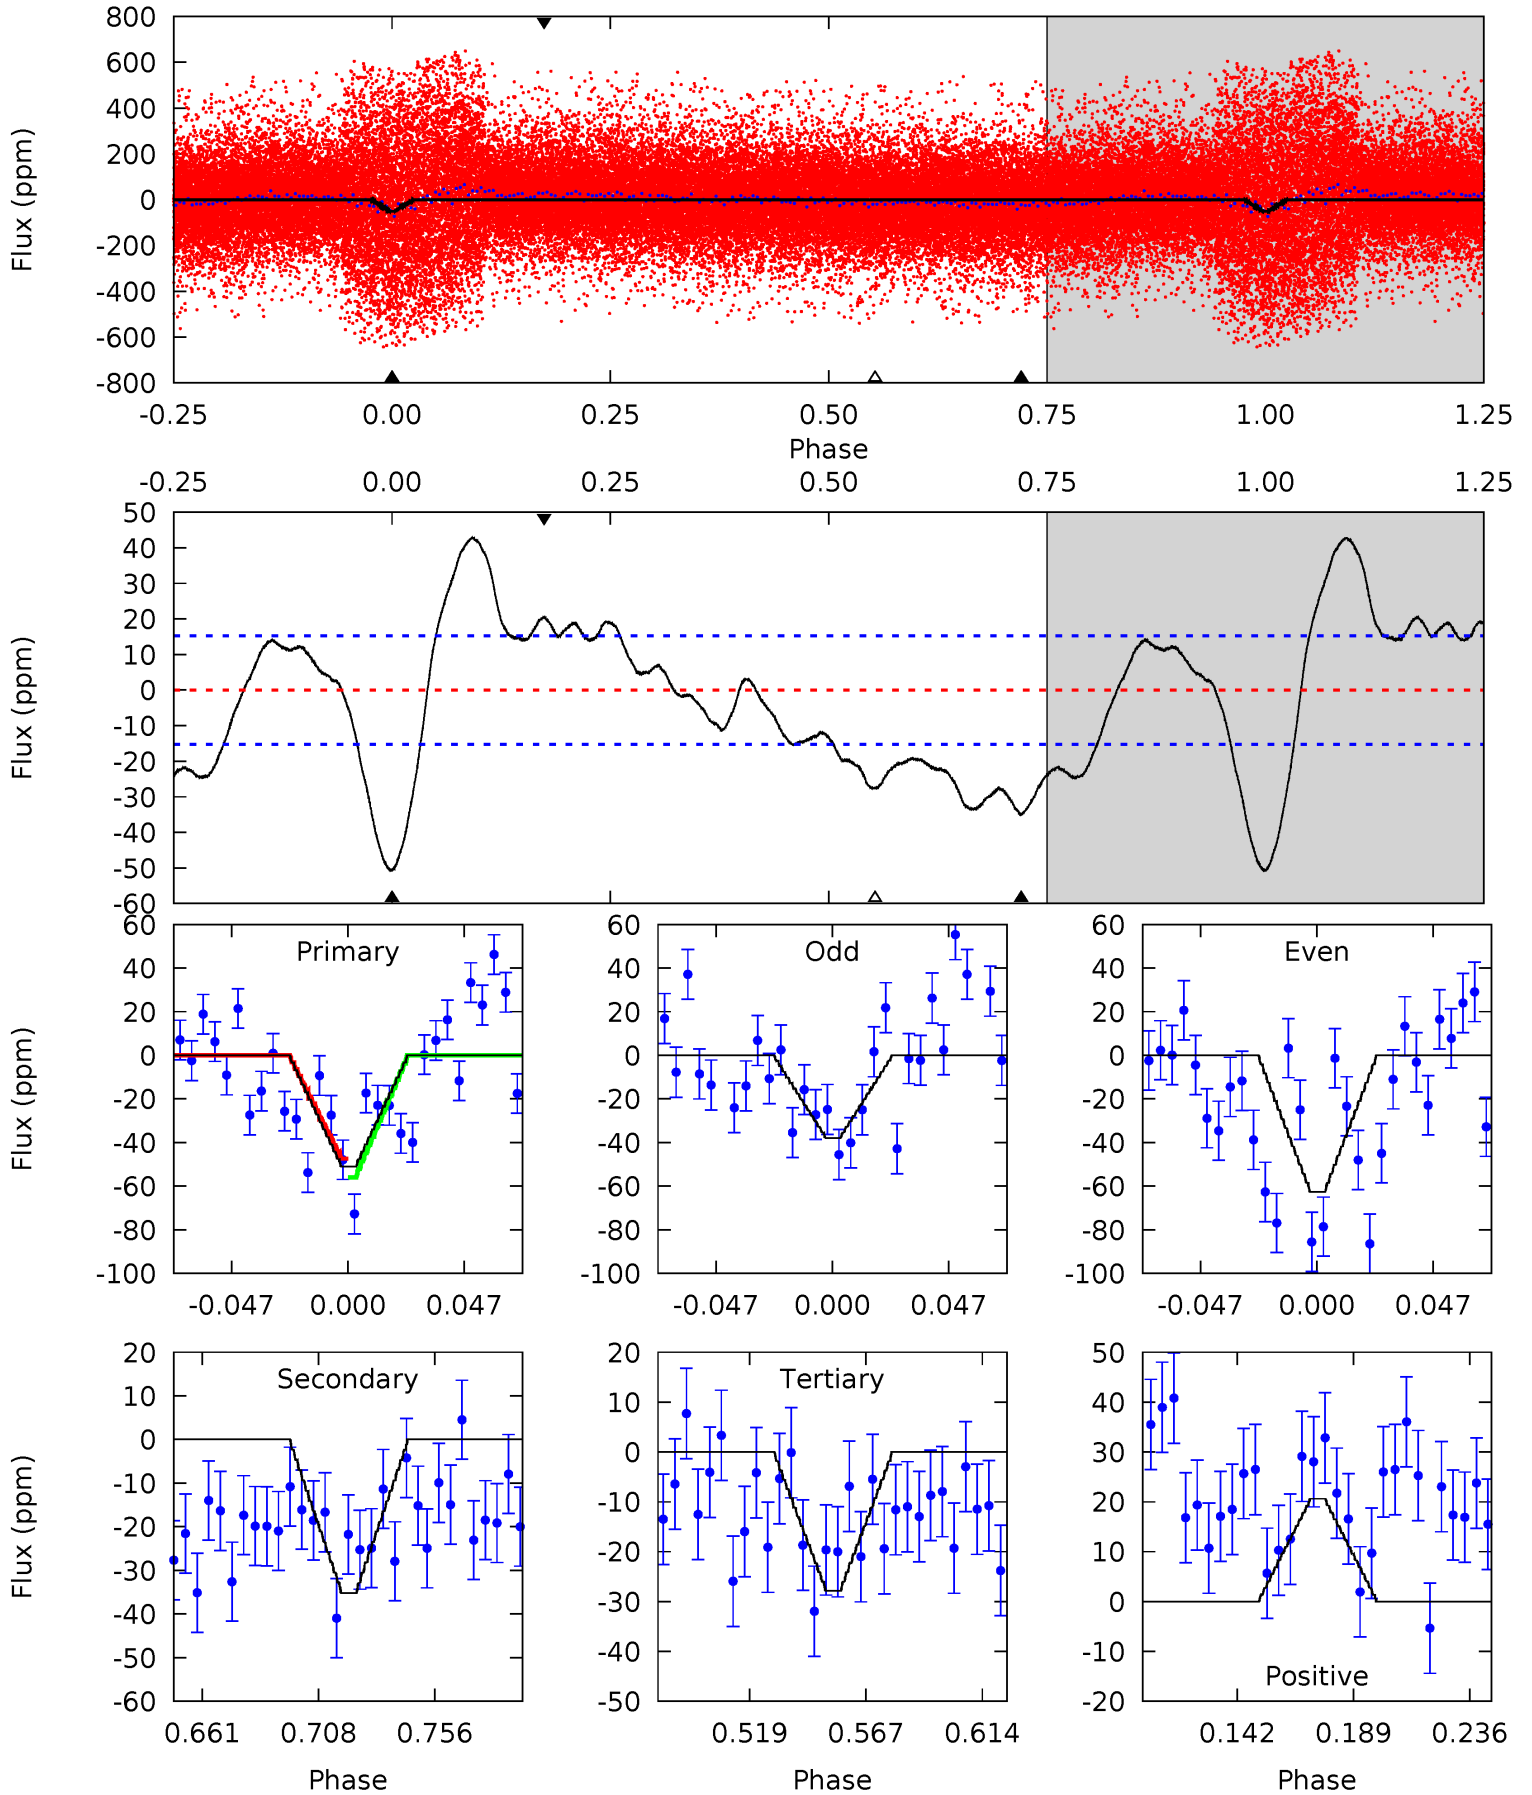 800
600
400
200
0
-200
-400
-600
-800
Flux (ppm)
-0.25 0.00 0.25 0.50 0.75 1.00 1.25
Phase
-0.25 0.00 0.25 0.50 0.75 1.00 1.25
50
40
30
20
10
0
-10
-20
-30
-40
-50
-60
Flux (ppm)
Primary Odd Even
60 60 60
40 40 40
20 20 20
0 0 0
-20 -20 -20
-40 -40 -40
-60 -60 -60
-80 -80 -80
-100 -100 -100
Flux (ppm)
-0.047 0.000 0.047 -0.047 0.000 0.047 -0.047 0.000 0.047
Secondary
20
10
0
-10
-20
-30
-40
-50
-60
Flux (ppm)
0.661 0.708 0.756
Phase
Tertiary
20
10
0
-10
-20
-30
-40
-50
0.519 0.567 0.614
Phase
50
40
30
20
10
0
-10
-20
Positive
0.142 0.189 0.236
Phase